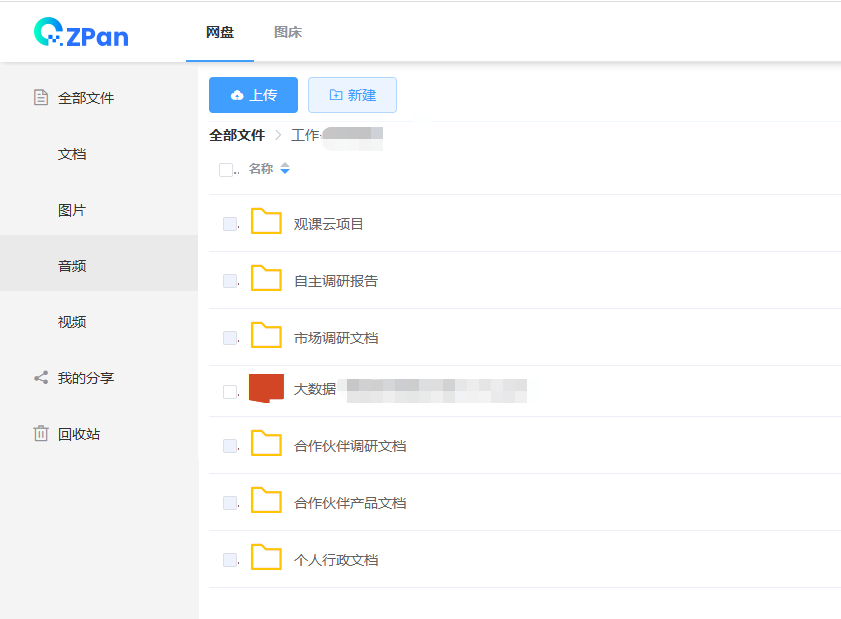 ZPan 网盘 图床
上传 新建
全部文件
全部文件 > 工作
名称
文档
图片
观课云项目
音频
自主调研报告
视频
市场调研文档
我的分享
大数据
回收站
合作伙伴调研文档
合作伙伴产品文档
个人行政文档